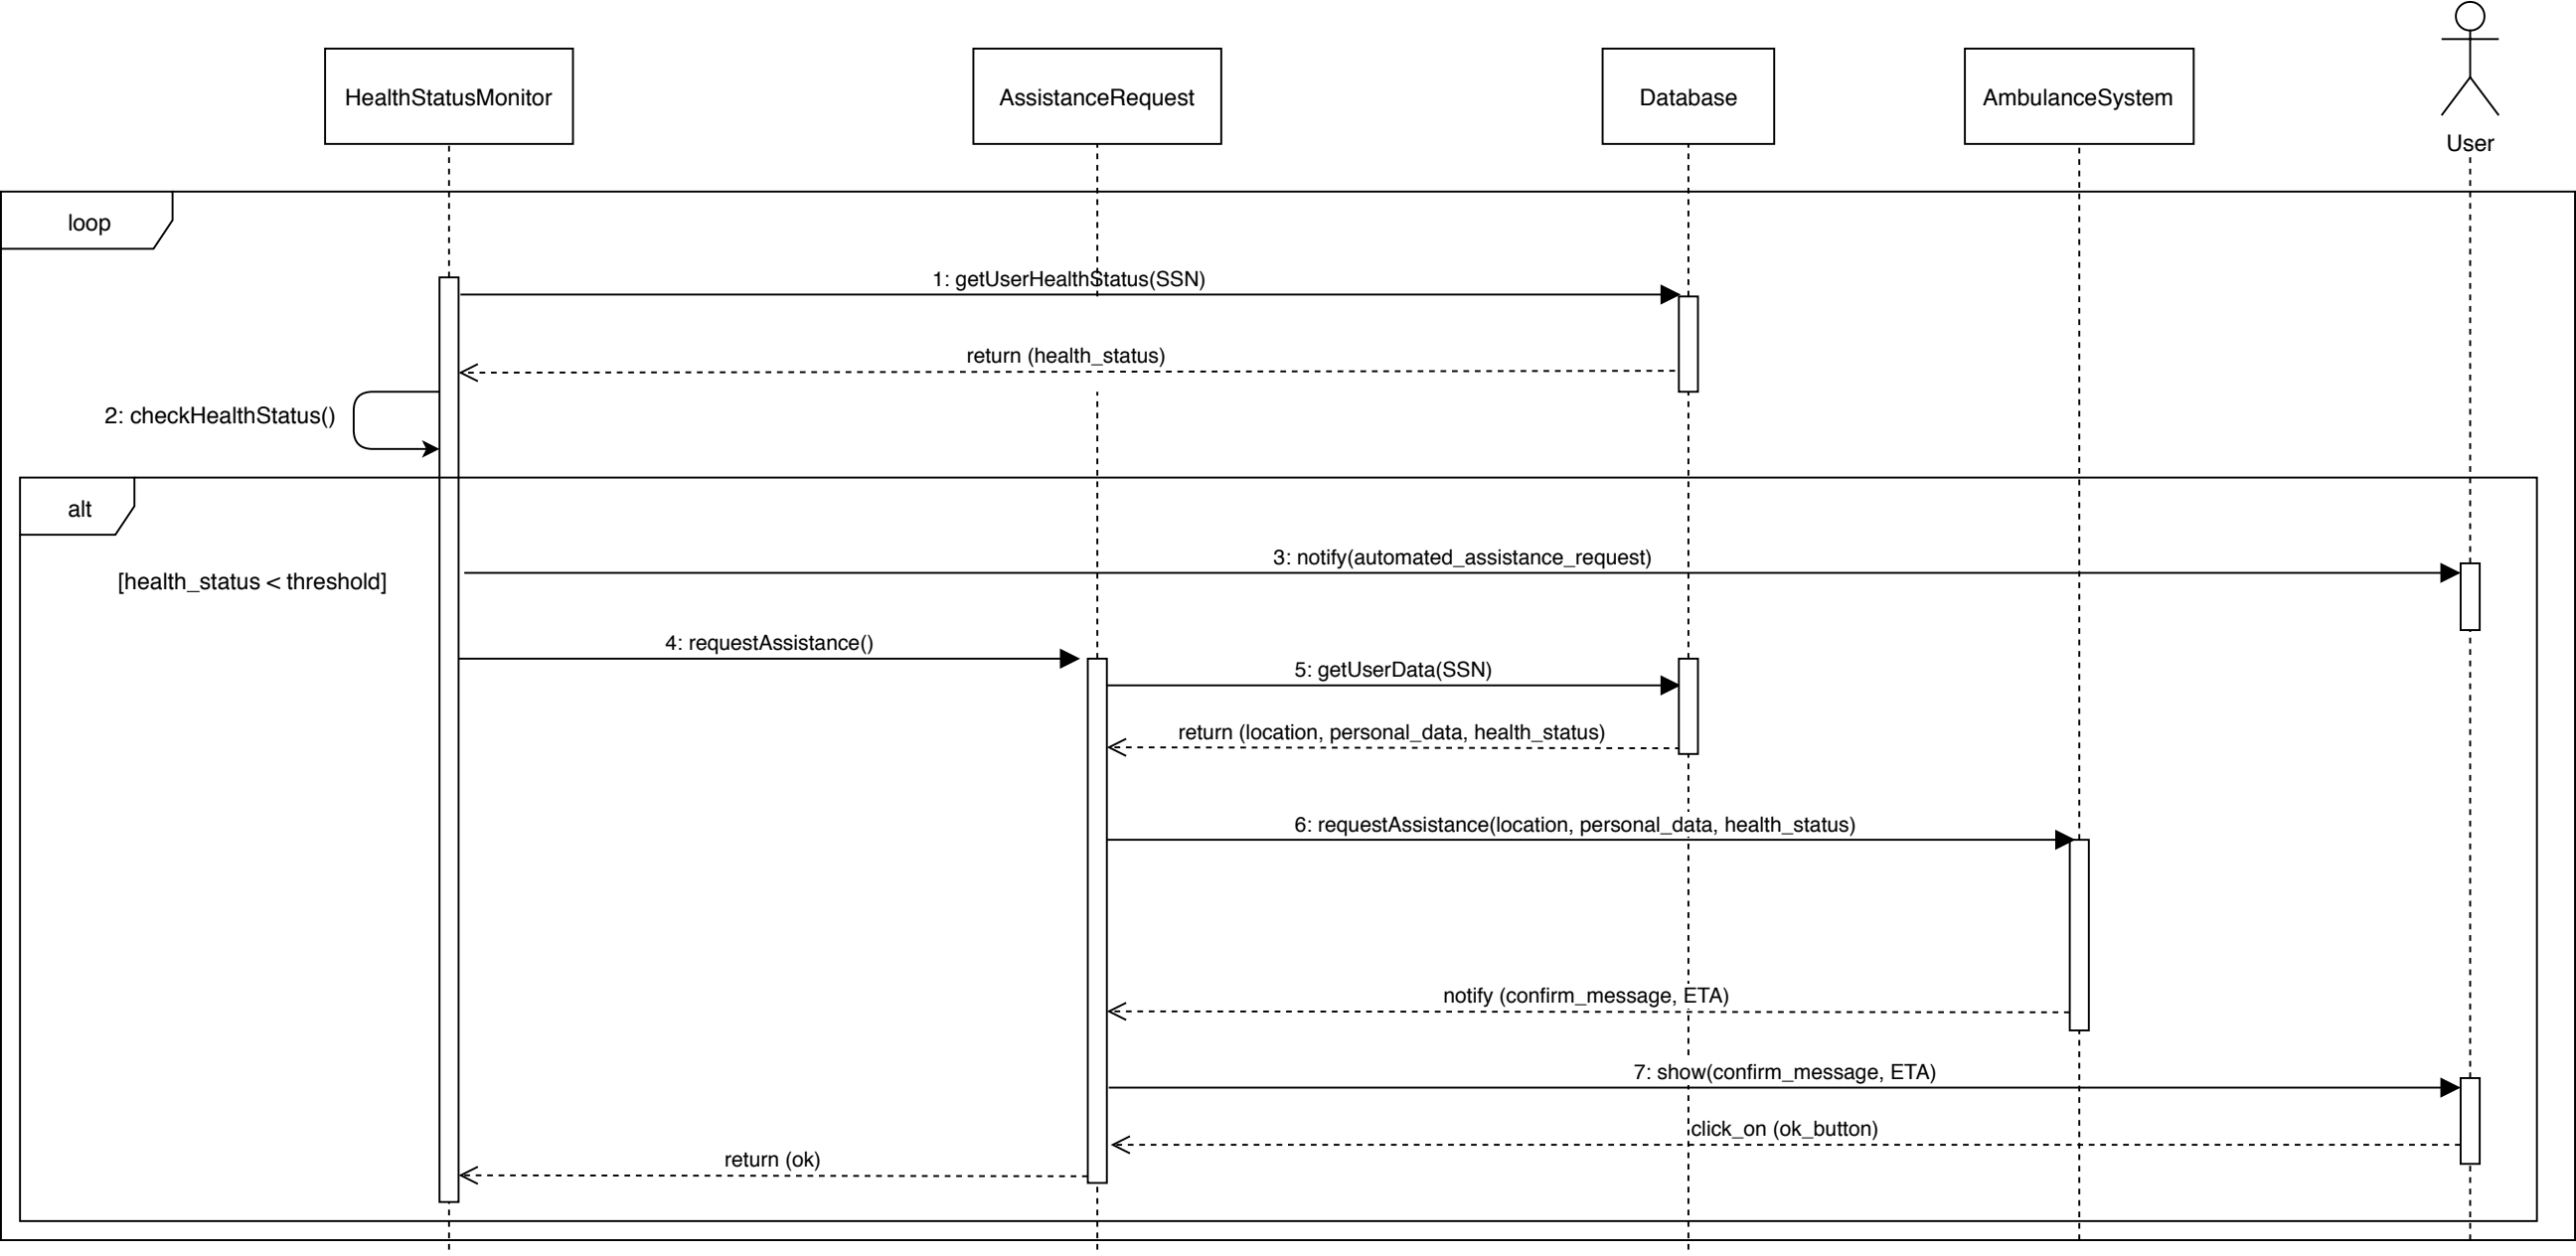 HealthStatusMonitor
AssistanceRequest
Database
AmbulanceSystem
User
loop
1: getUserHealthStatus(SSN)
return (health_status)
2: checkHealthStatus()
alt
3: notify(automated_assistance_request)
[health_status < threshold]
4: requestAssistance()
5: getUserData(SSN)
return (location, personal_data, health_status)
6: requestAssistance(location, personal_data, health_status)
notify (confirm_message, ETA)
7: show(confirm_message, ETA)
click_on (ok_button)
return (ok)